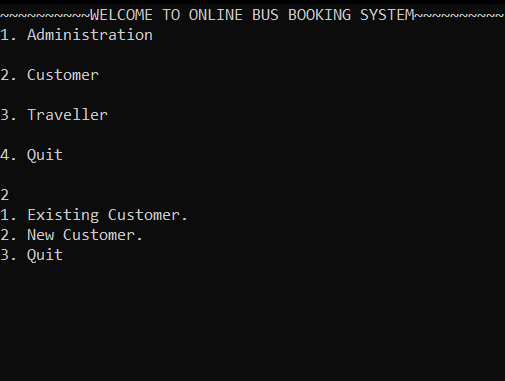 ~~~~~~~~~~WELCOME TO ONLINE BUS BOOKING SYSTEM~~~~~~~~~~
1. Administration
2. Customer
3. Traveller
4. Quit
2
1. Existing Customer.
2. New Customer.
3. Quit